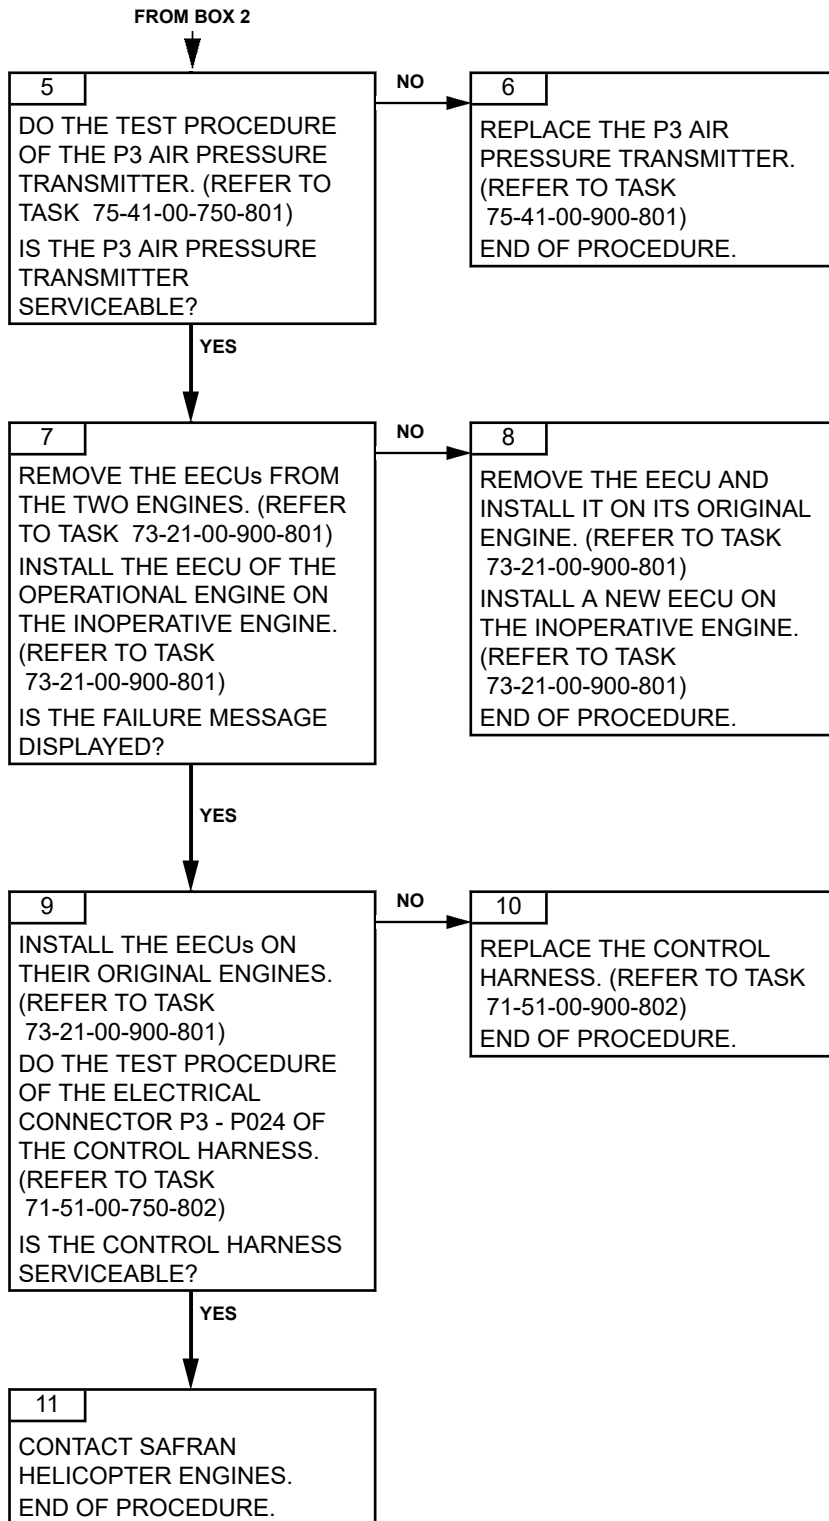 FROM BOX 2
5
DO THE TEST PROCEDURE
OF THE P3 AIR PRESSURE
TRANSMITTER. (REFER TO
TASK 75-41-00-750-801)
IS THE P3 AIR PRESSURE
TRANSMITTER
SERVICEABLE?
NO
6
REPLACE THE P3 AIR
PRESSURE TRANSMITTER.
(REFER TO TASK
75-41-00-900-801)
END OF PROCEDURE.
YES
7
REMOVE THE EECUs FROM
THE TWO ENGINES. (REFER
TO TASK 73-21-00-900-801)
INSTALL THE EECU OF THE
OPERATIONAL ENGINE ON
THE INOPERATIVE ENGINE.
(REFER TO TASK
73-21-00-900-801)
IS THE FAILURE MESSAGE
DISPLAYED?
NO
8
REMOVE THE EECU AND
INSTALL IT ON ITS ORIGINAL
ENGINE. (REFER TO TASK
73-21-00-900-801)
INSTALL A NEW EECU ON
THE INOPERATIVE ENGINE.
(REFER TO TASK
73-21-00-900-801)
END OF PROCEDURE.
YES
9
INSTALL THE EECUs ON
THEIR ORIGINAL ENGINES.
(REFER TO TASK
73-21-00-900-801)
DO THE TEST PROCEDURE
OF THE ELECTRICAL
CONNECTOR P3 - P024 OF
THE CONTROL HARNESS.
(REFER TO TASK
71-51-00-750-802)
IS THE CONTROL HARNESS
SERVICEABLE?
NO
10
REPLACE THE CONTROL
HARNESS. (REFER TO TASK
71-51-00-900-802)
END OF PROCEDURE.
YES
11
CONTACT SAFRAN
HELICOPTER ENGINES.
END OF PROCEDURE.